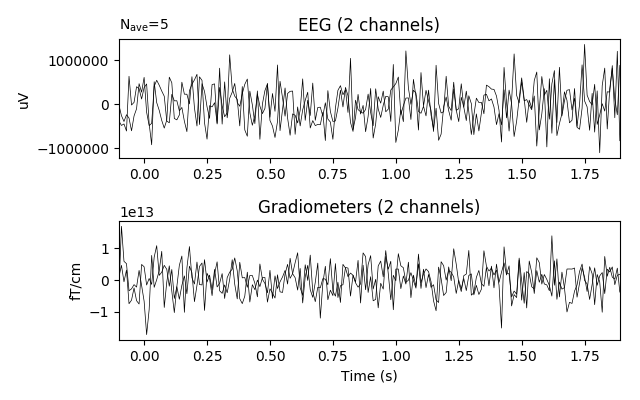 N_ave=5
EEG (2 channels)
1000000
0
−1000000
uV
0.00 0.25 0.50 0.75 1.00 1.25 1.50 1.75
1e13
Gradiometers (2 channels)
1
0
−1
fT/cm
0.00 0.25 0.50 0.75 1.00 1.25 1.50 1.75
Time (s)